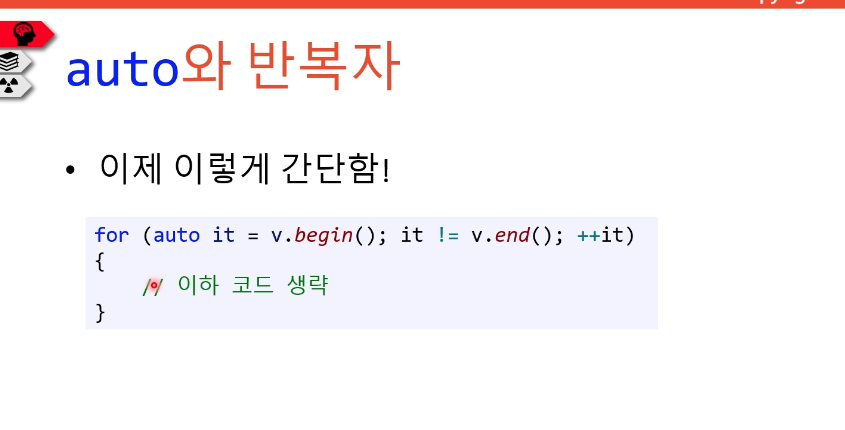 auto와 반복자
• 이제 이렇게 간단함!
for (auto it = v.begin(); it != v.end(); ++it)
{
// 이하 코드 생략
}